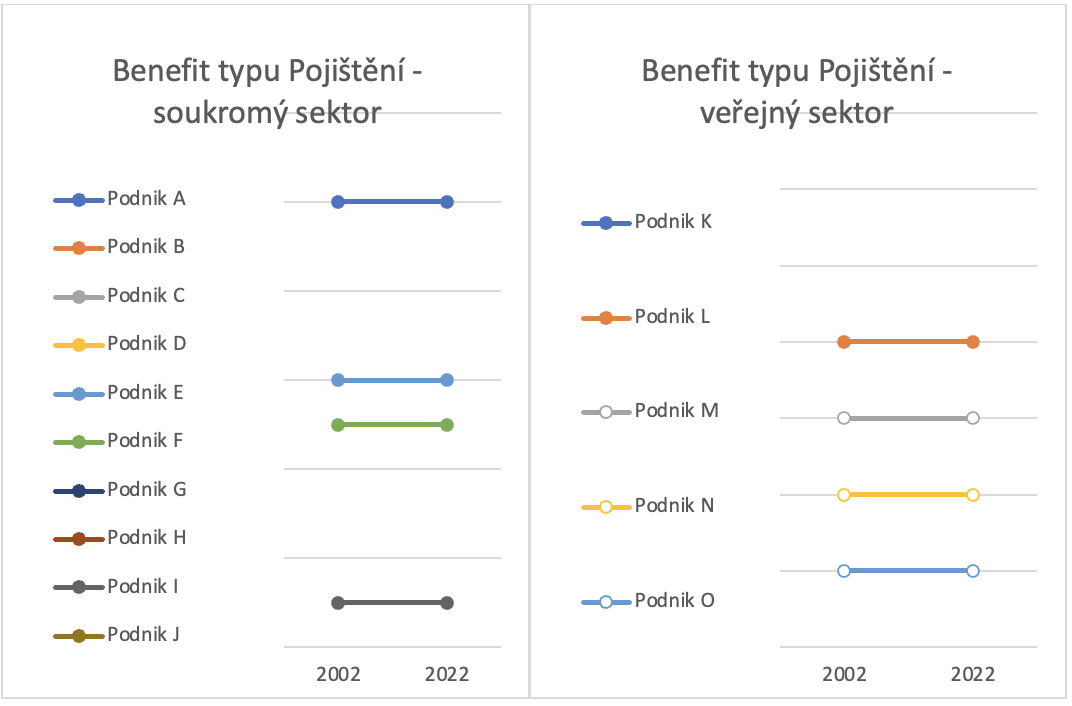 Benefit typu Pojištění -
soukromý sektor
Podnik A
Podnik B
Podnik C
Podnik D
Podnik E
Podnik F
Podnik G
Podnik H
Podnik I
Podnik J
2002 2022
Benefit typu Pojištění -
veřejný sektor
Podnik K
Podnik L
Podnik M
Podnik N
Podnik O
2002 2022